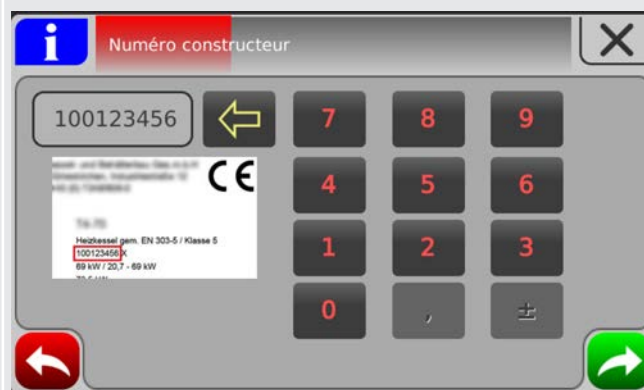 i
Numéro constructeur
X
100123456
7
8
9
CE
4
5
6
Heizkessel gem. EN 303-5 / Klasse 5
100123456 X
69 kW / 20,7 - 69 kW
1
2
3
0
,
±